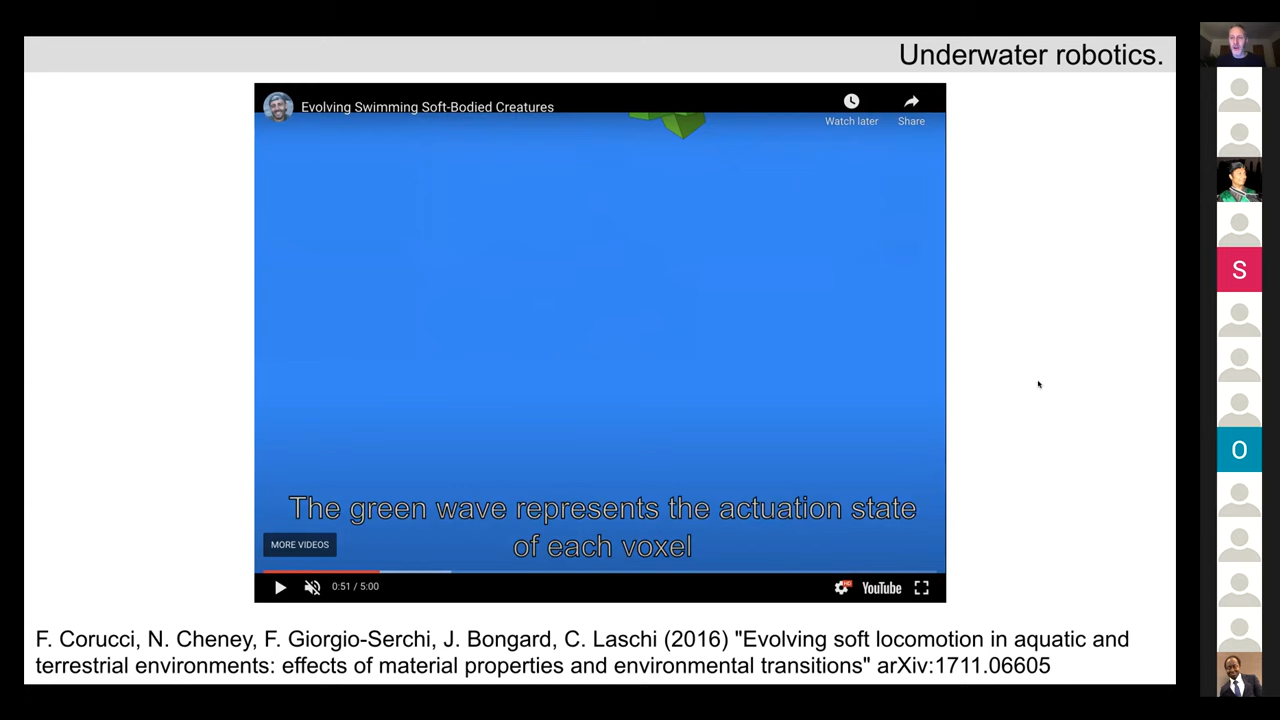 Underwater robotics.
Evolving Swimming Soft-Bodied Creatures
Watch later
Share
The green wave represents the actuation state
of each voxel
MORE VIDEOS
0:51 / 5:00
HD
YouTube
F. Corucci, N. Cheney, F. Giorgio-Serchi, J. Bongard, C. Laschi (2016) "Evolving soft locomotion in aquatic and
terrestrial environments: effects of material properties and environmental transitions" arXiv:1711.06605
S
O